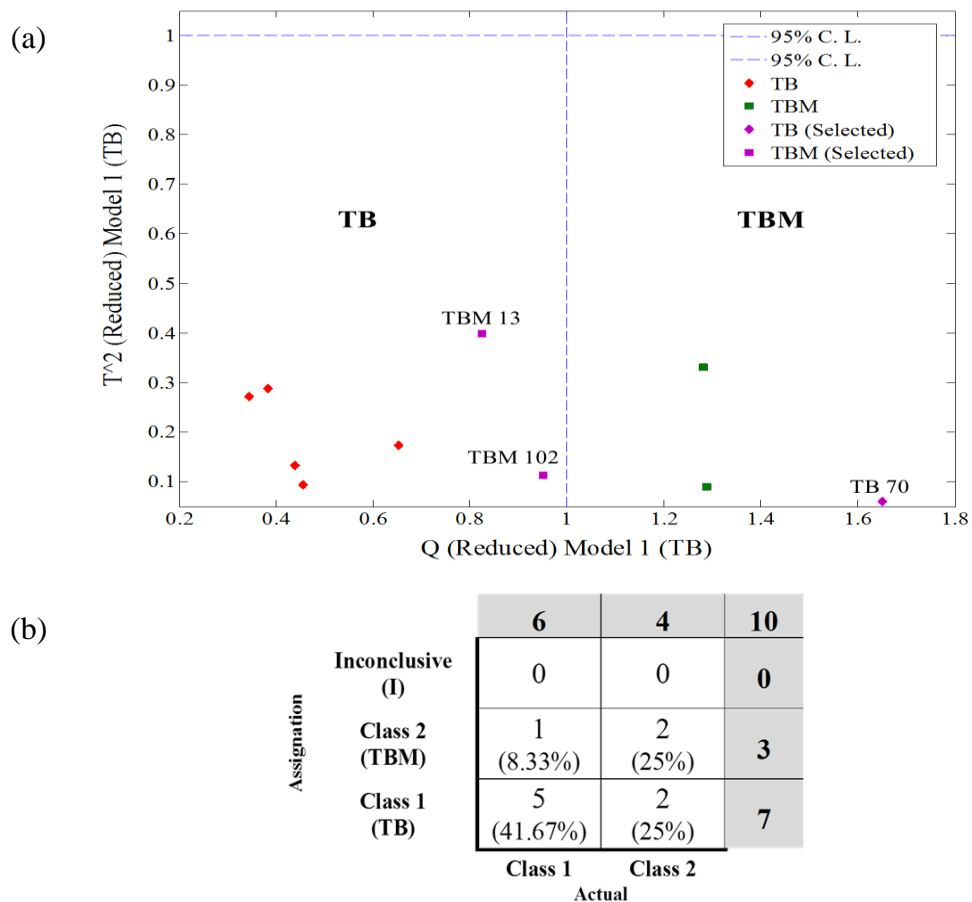 (a)
1
0.9
0.8
0.7
0.6
0.5
0.4
0.3
0.2
0.1
T^2 (Reduced) Model 1 (TB)
95% C. L.
95% C. L.
TB
TBM
TB (Selected)
TBM (Selected)
TB
TBM
TBM 13
TBM 102
TB 70
0.2 0.4 0.6 0.8 1 1.2 1.4 1.6 1.8
Q (Reduced) Model 1 (TB)
(b)
6 4 10
Inconclusive
(I)
0 0 0
Assignation
Class 2
(TBM)
1
(8.33%)
2
(25%)
3
Class 1
(TB)
5
(41.67%)
2
(25%)
7
Class 1 Class 2
Actual